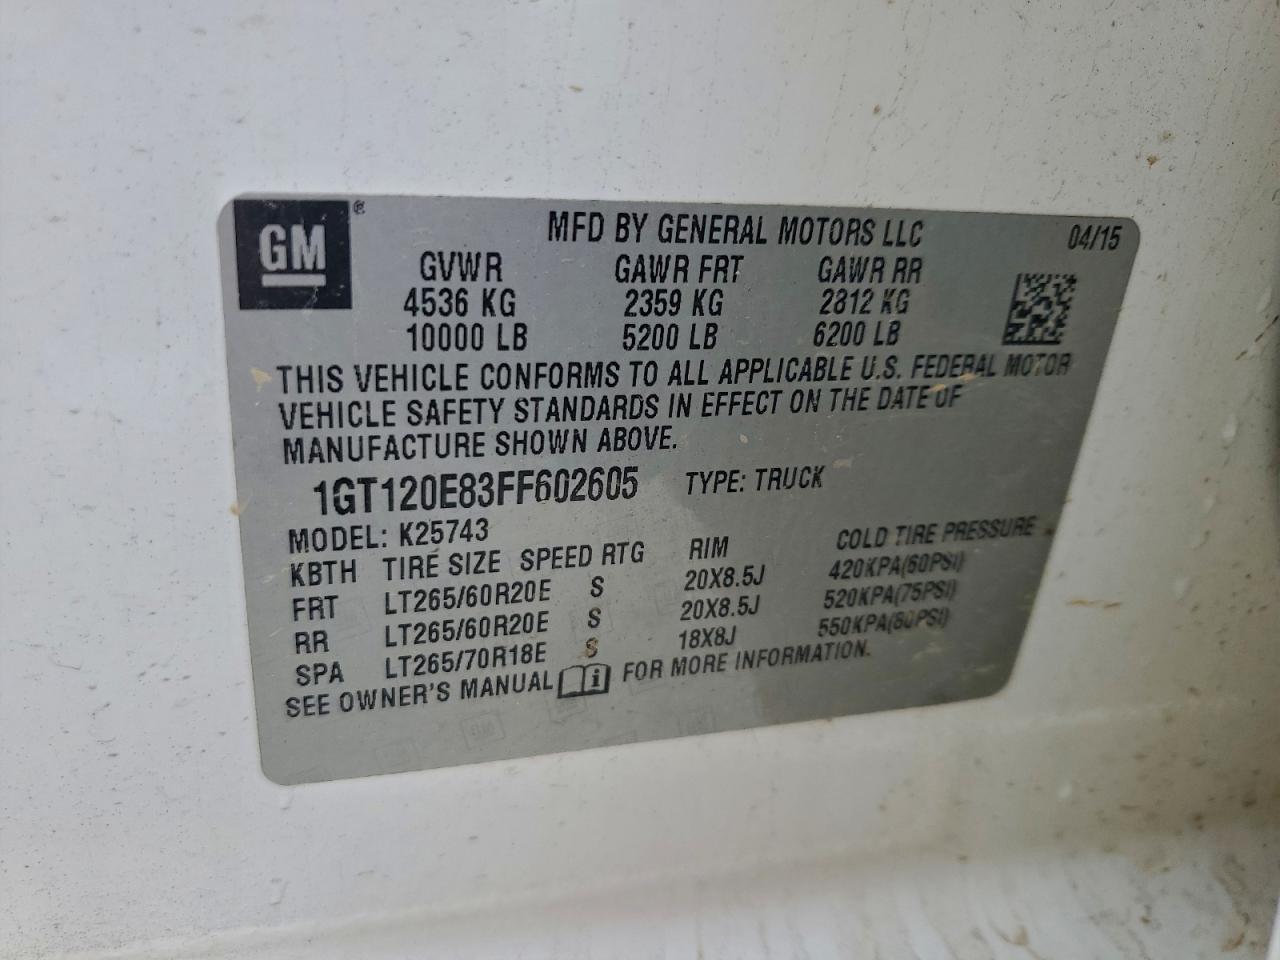 GM ®
MFD BY GENERAL MOTORS LLC 04/15
GVWR GAWR FRT GAWR RR
4536 KG 2359 KG 2812 KG
10000 LB 5200 LB 6200 LB
THIS VEHICLE CONFORMS TO ALL APPLICABLE U.S. FEDERAL MOTOR
VEHICLE SAFETY STANDARDS IN EFFECT ON THE DATE OF
MANUFACTURE SHOWN ABOVE.
1GT120E83FF602605 TYPE: TRUCK
MODEL: K25743
KBTH TIRE SIZE SPEED RTG RIM COLD TIRE PRESSURE
FRT LT265/60R20E S 20X8.5J 420KPA(60PSI)
RR LT265/60R20E S 20X8.5J 520KPA(75PSI)
SPA LT265/70R18E S 18X8J 550KPA(80PSI)
SEE OWNER'S MANUAL i FOR MORE INFORMATION.
GM
GM
GM